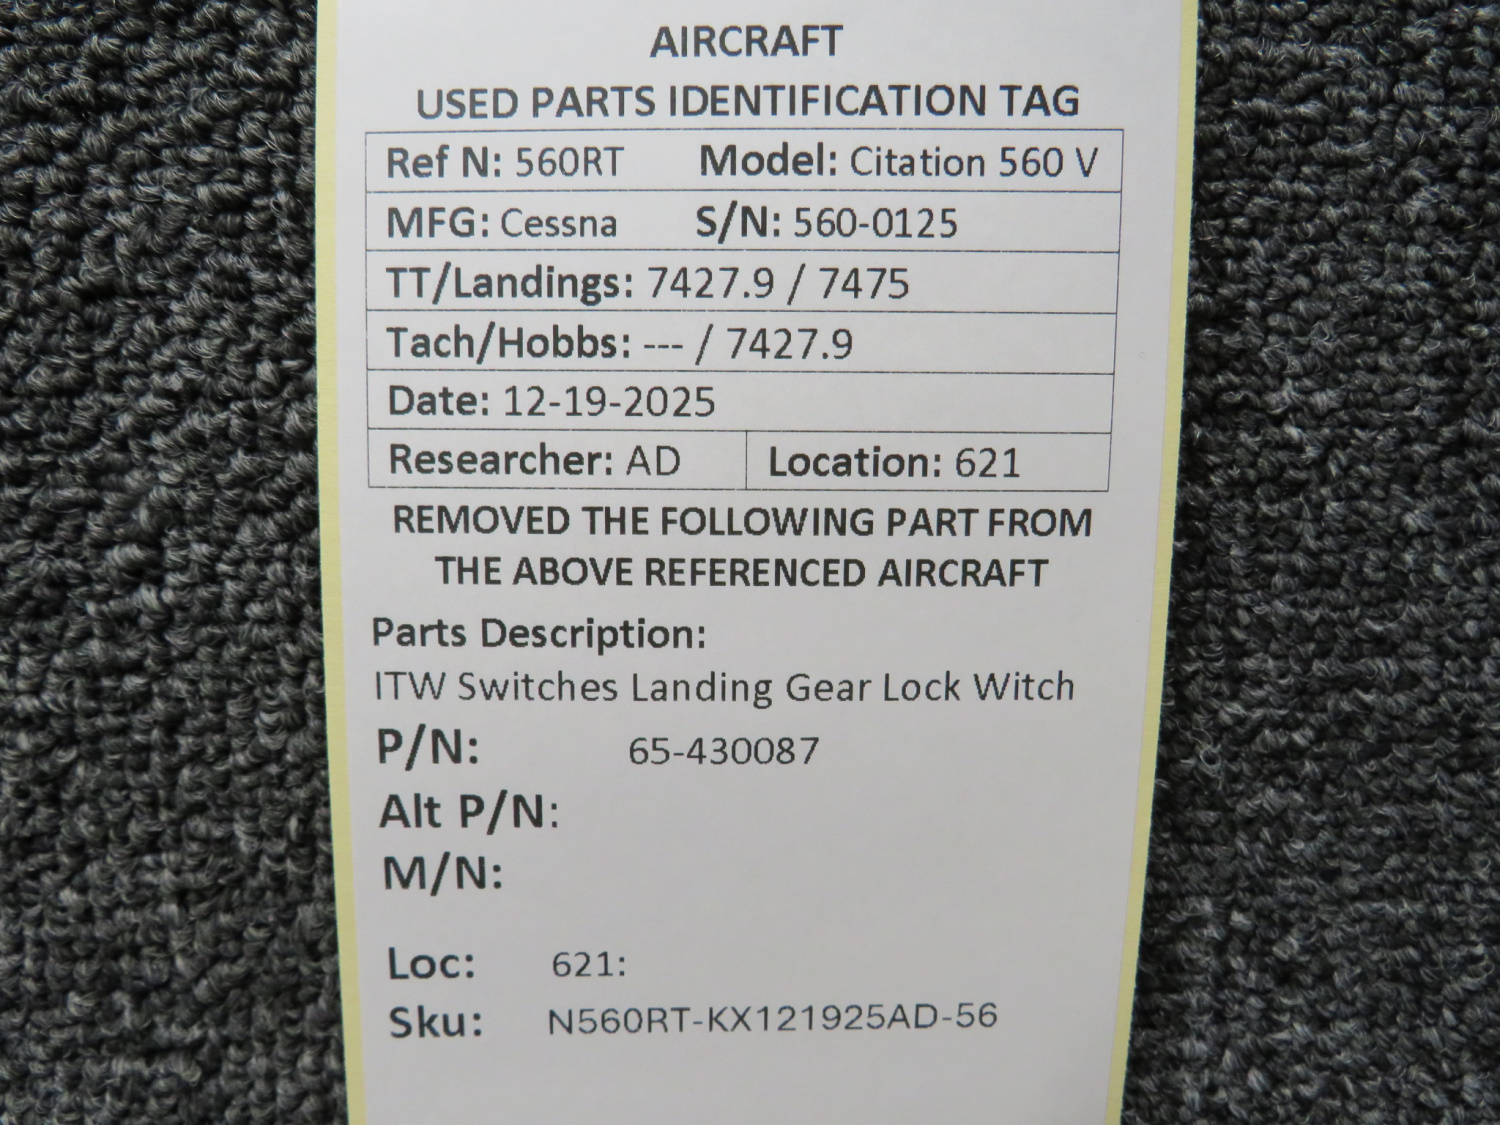 AIRCRAFT
USED PARTS IDENTIFICATION TAG
Ref N: 560RT Model: Citation 560 V
MFG: Cessna S/N: 560-0125
TT/Landings: 7427.9 / 7475
Tach/Hobbs: --- / 7427.9
Date: 12-19-2025
Researcher: AD Location: 621
REMOVED THE FOLLOWING PART FROM
THE ABOVE REFERENCED AIRCRAFT
Parts Description:
ITW Switches Landing Gear Lock Witch
P/N: 65-430087
Alt P/N:
M/N:
Loc: 621:
Sku: N560RT-KX121925AD-56